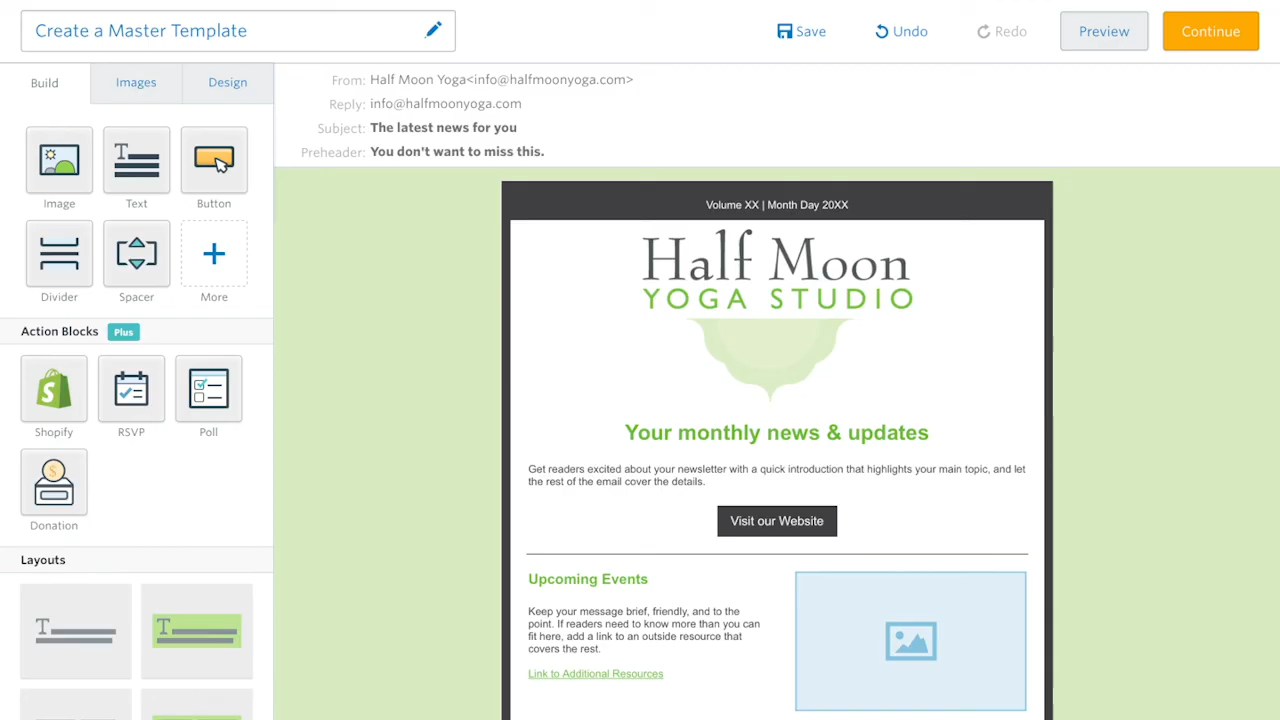 Create a Master Template
Save
Undo
Redo
Preview
Continue
Build
Images
Design
From: Half Moon Yoga<info@halfmoonyoga.com>
Reply: info@halfmoonyoga.com
Subject: The latest news for you
Preheader: You don't want to miss this.
Image
Text
Button
Divider
Spacer
More
Action Blocks Plus
Shopify
RSVP
Poll
Donation
Layouts
Volume XX | Month Day 20XX
Half Moon
YOGA STUDIO
Your monthly news & updates
Get readers excited about your newsletter with a quick introduction that highlights your main topic, and let
the rest of the email cover the details.
Visit our Website
Upcoming Events
Keep your message brief, friendly, and to the
point. If readers need to know more than you can
fit here, add a link to an outside resource that
covers the rest.
Link to Additional Resources